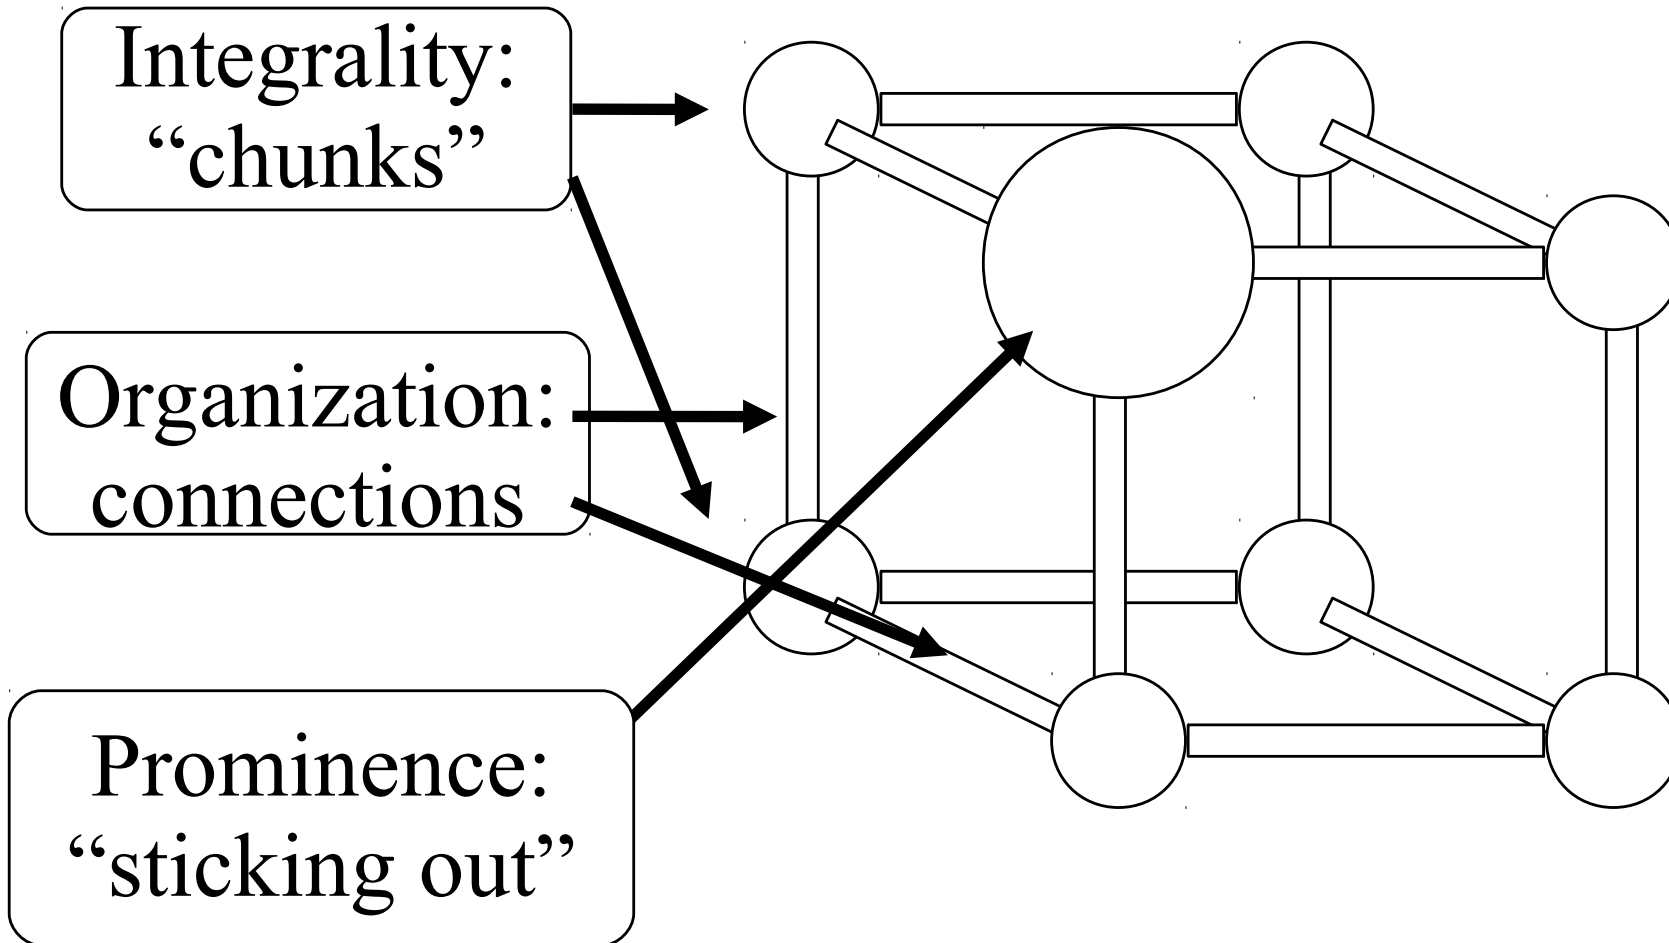 Integrality:
“chunks”
Organization:
connections
Prominence:
“sticking out”